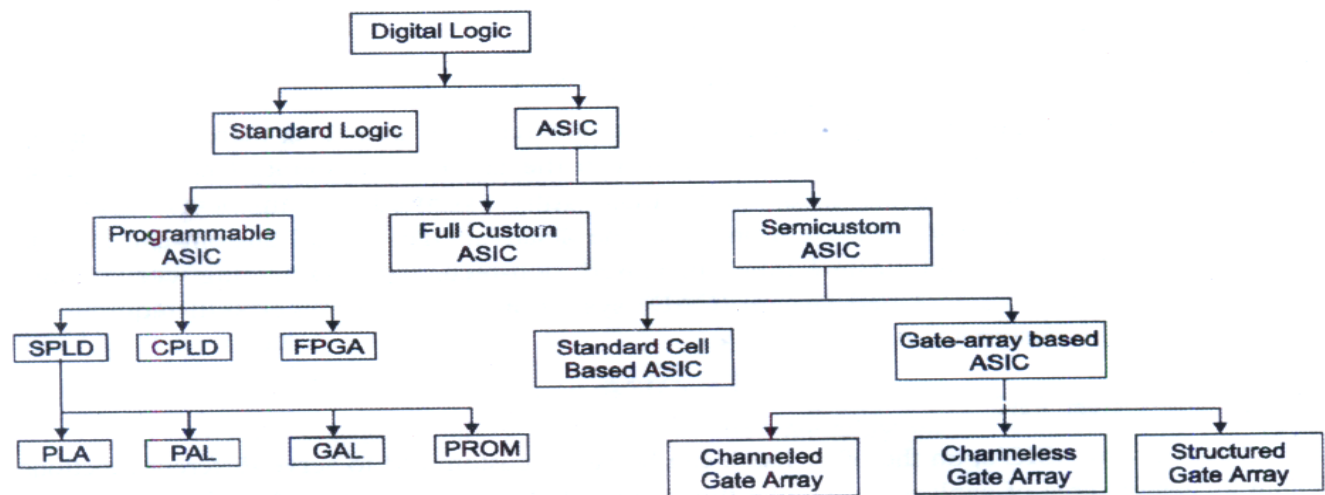 Digital Logic
Standard Logic
ASIC
Programmable
ASIC
Full Custom
ASIC
Semicustom
ASIC
SPLD
CPLD
FPGA
Standard Cell
Based ASIC
Gate-array based
ASIC
PLA
PAL
GAL
PROM
Channeled
Gate Array
Channeless
Gate Array
Structured
Gate Array